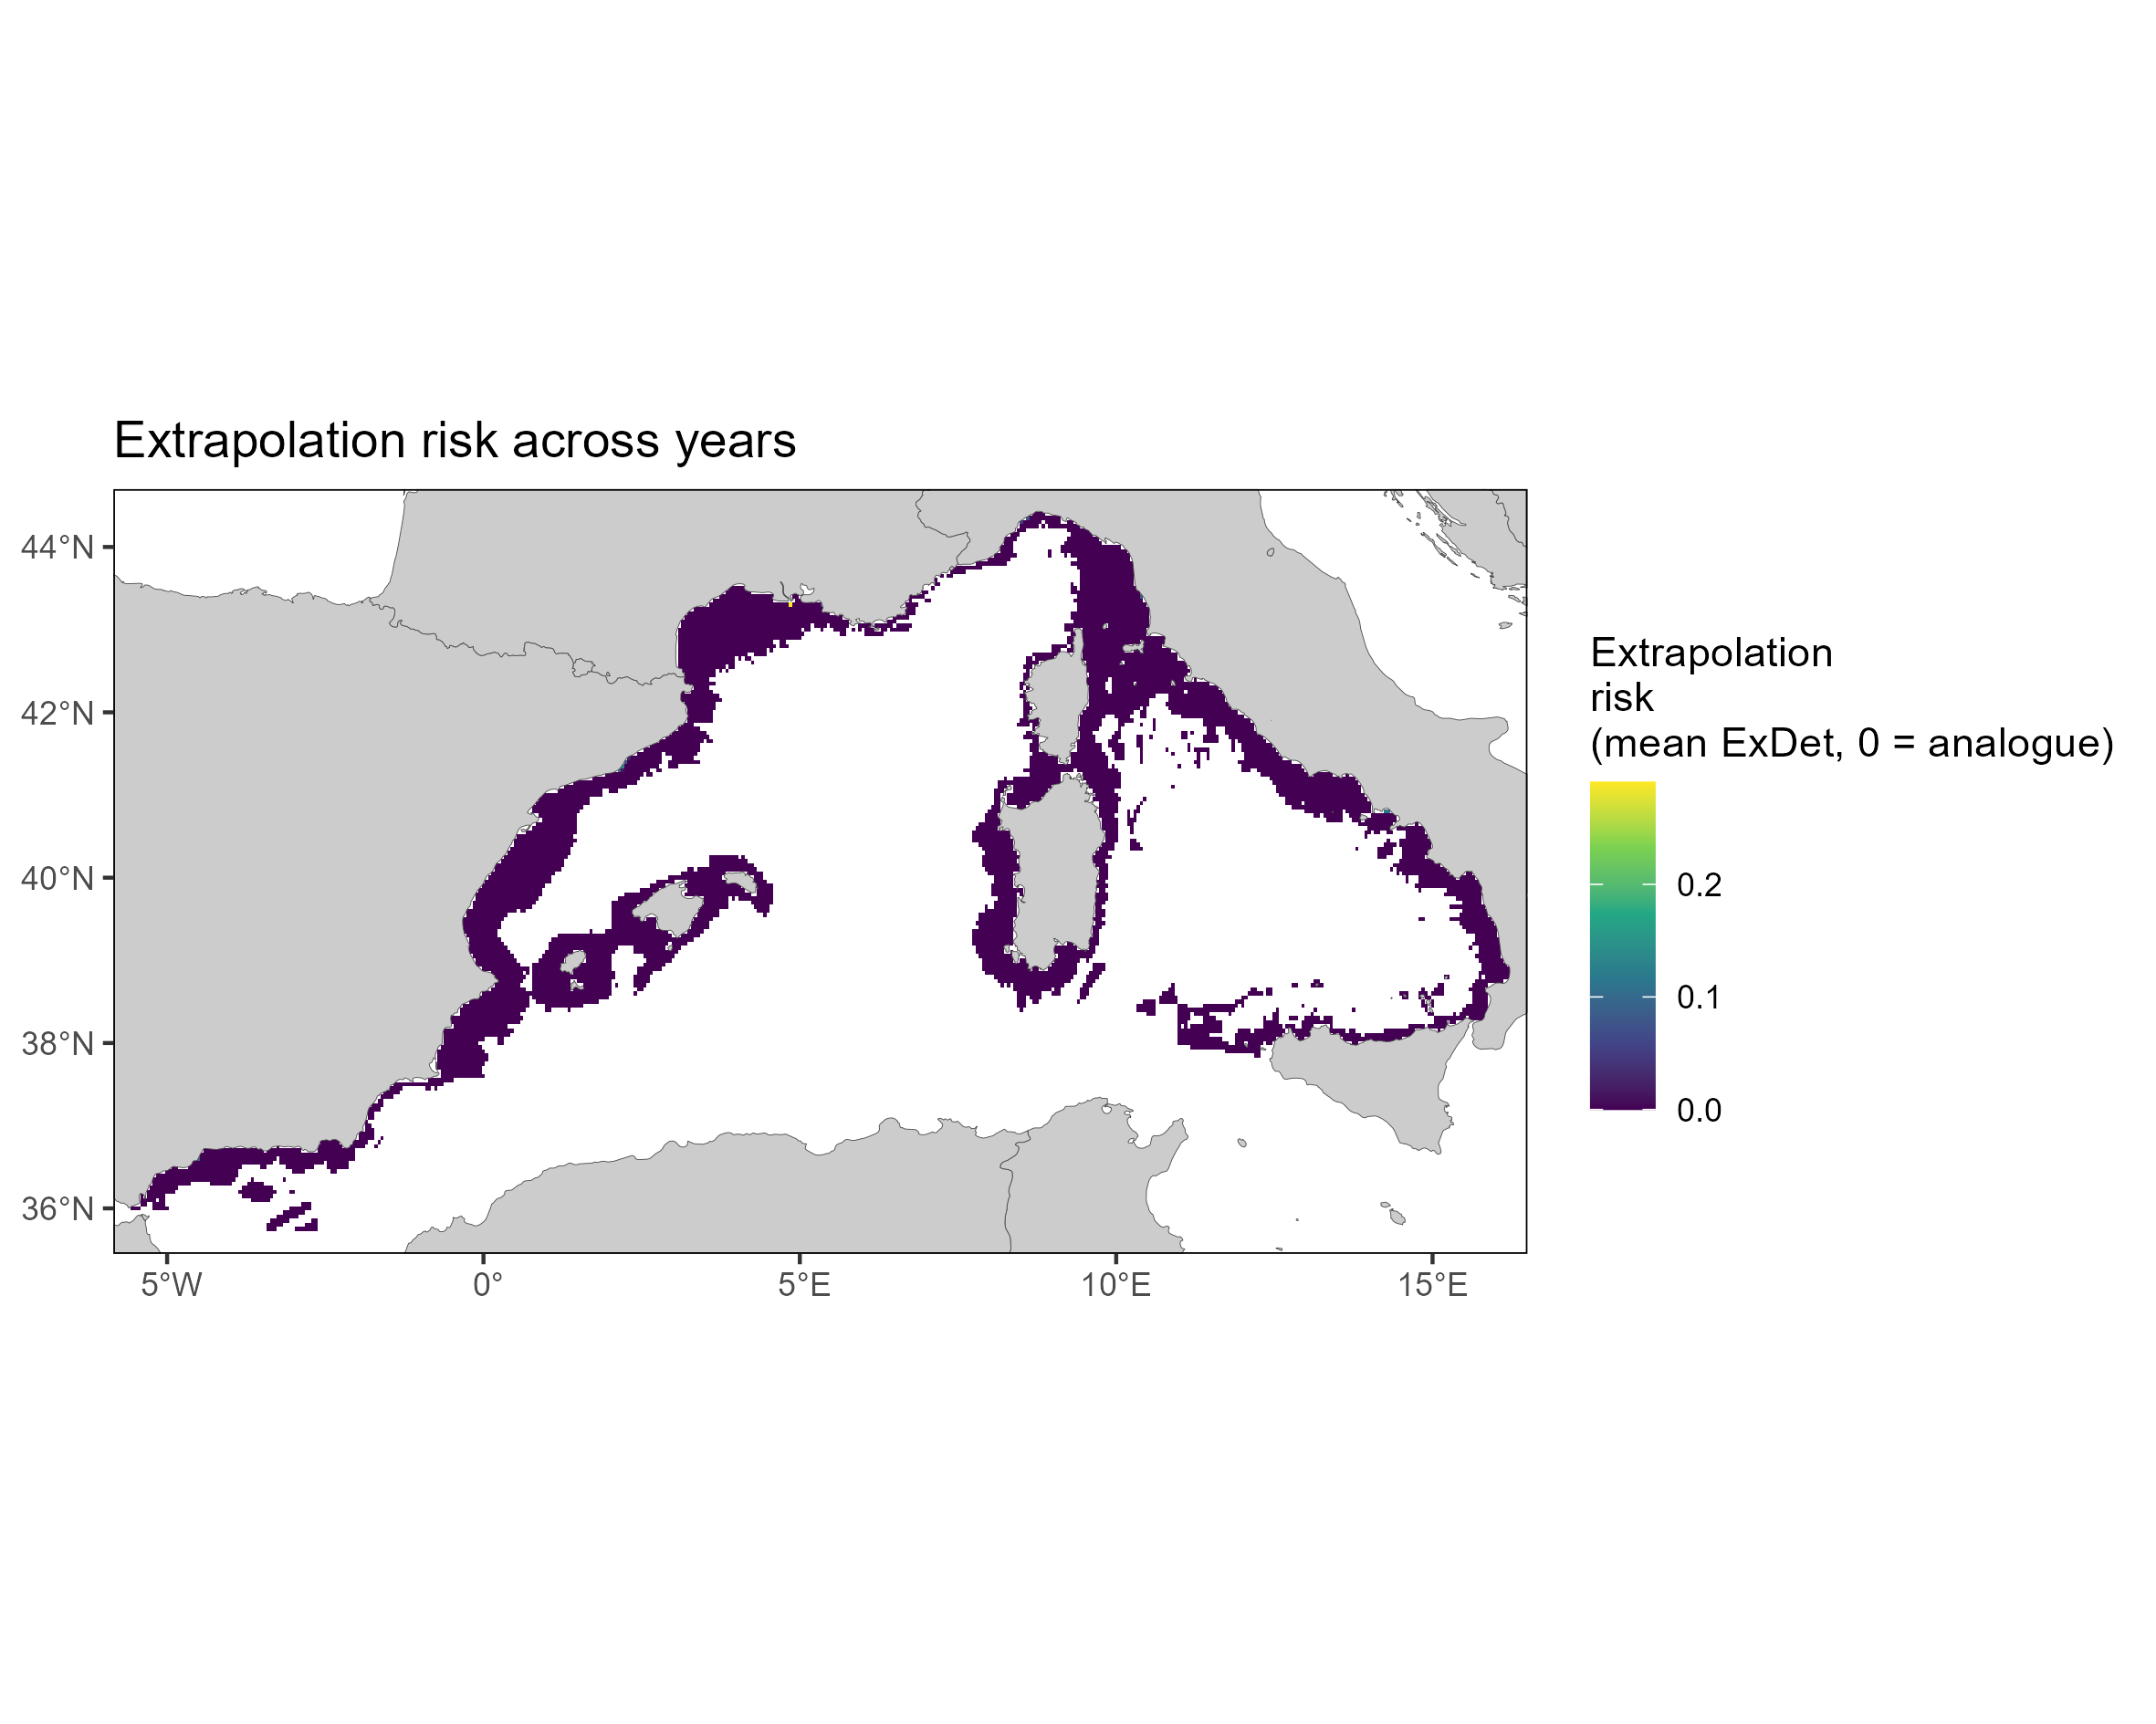 Extrapolation risk across years
44°N
42°N
40°N
38°N
36°N
5°W
0°
5°E
10°E
15°E
Extrapolation
risk
(mean ExDet, 0 = analogue)
0.2
0.1
0.0